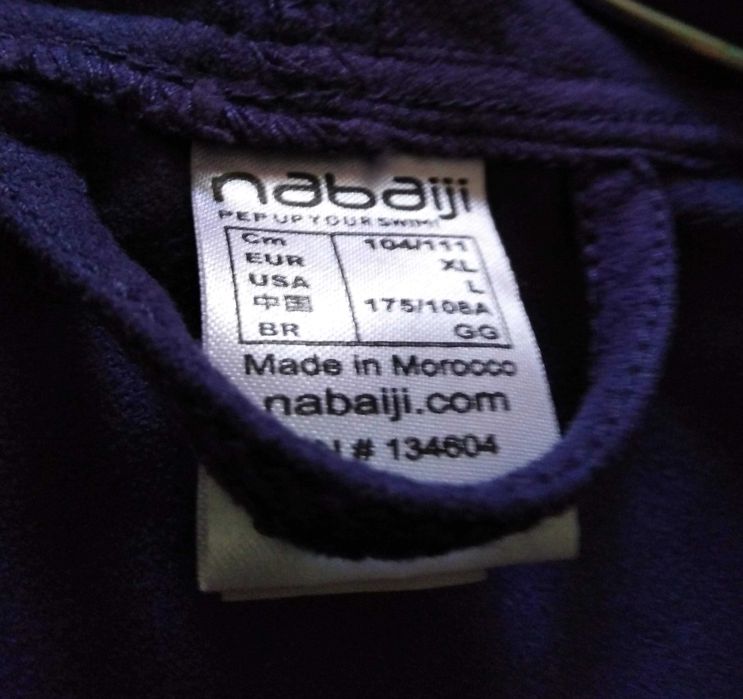 nabaiji
PEP UP YOUR SWIM!
Cm 104/111
EUR XL
USA L
中国 175/108A
BR GG
Made in Morocco
nabaiji.com
# 134604